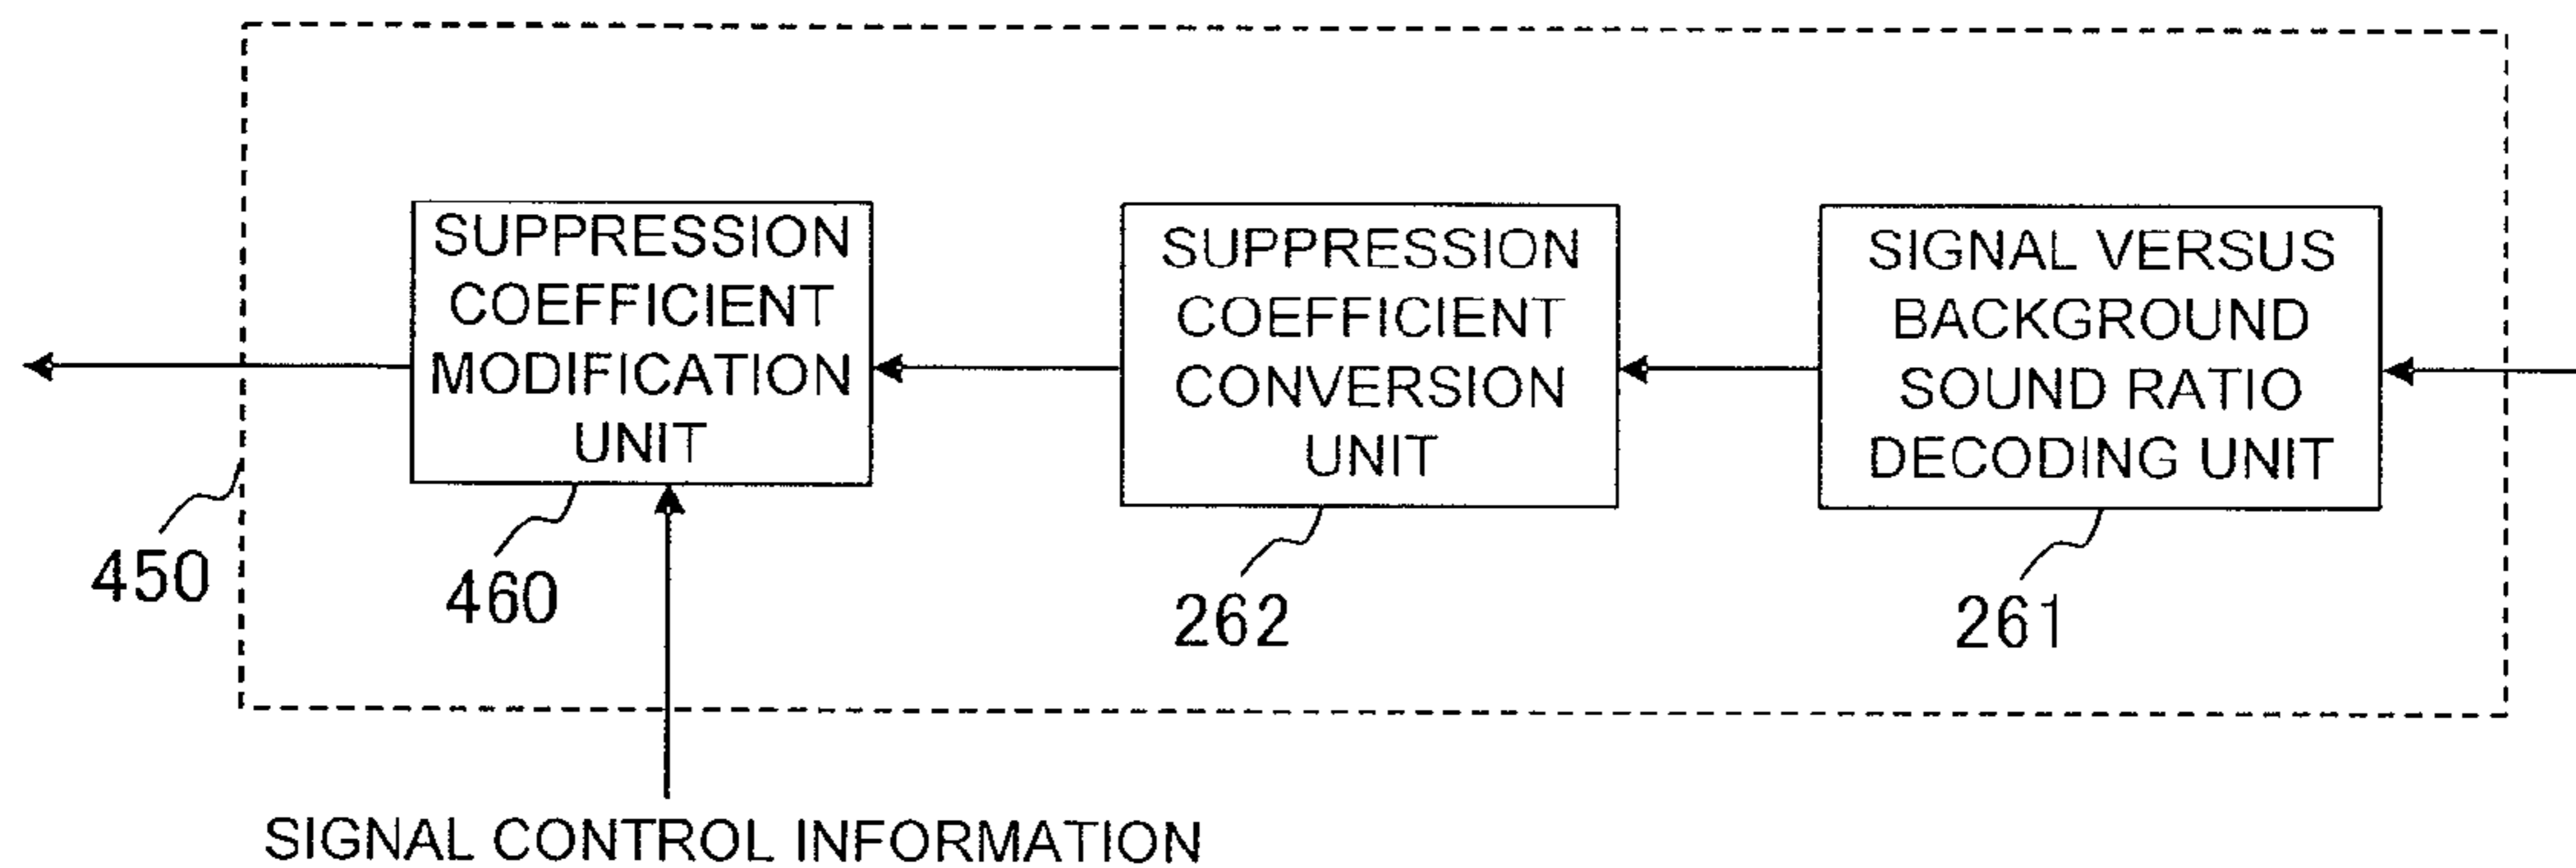 SUPPRESSION
COEFFICIENT
MODIFICATION
UNIT
SUPPRESSION
COEFFICIENT
CONVERSION
UNIT
SIGNAL VERSUS
BACKGROUND
SOUND RATIO
DECODING UNIT
450
460
262
261
SIGNAL CONTROL INFORMATION